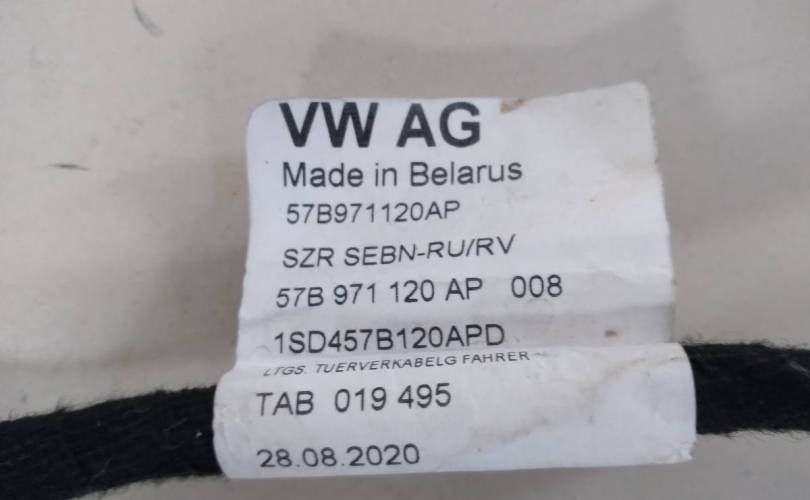 VW AG
Made in Belarus
57B971120AP
SZR SEBN-RU/RV
57B 971 120 AP 008
1SD457B120APD
LTGS. TUERVERKABELG FAHRER
TAB 019 495
28.08.2020